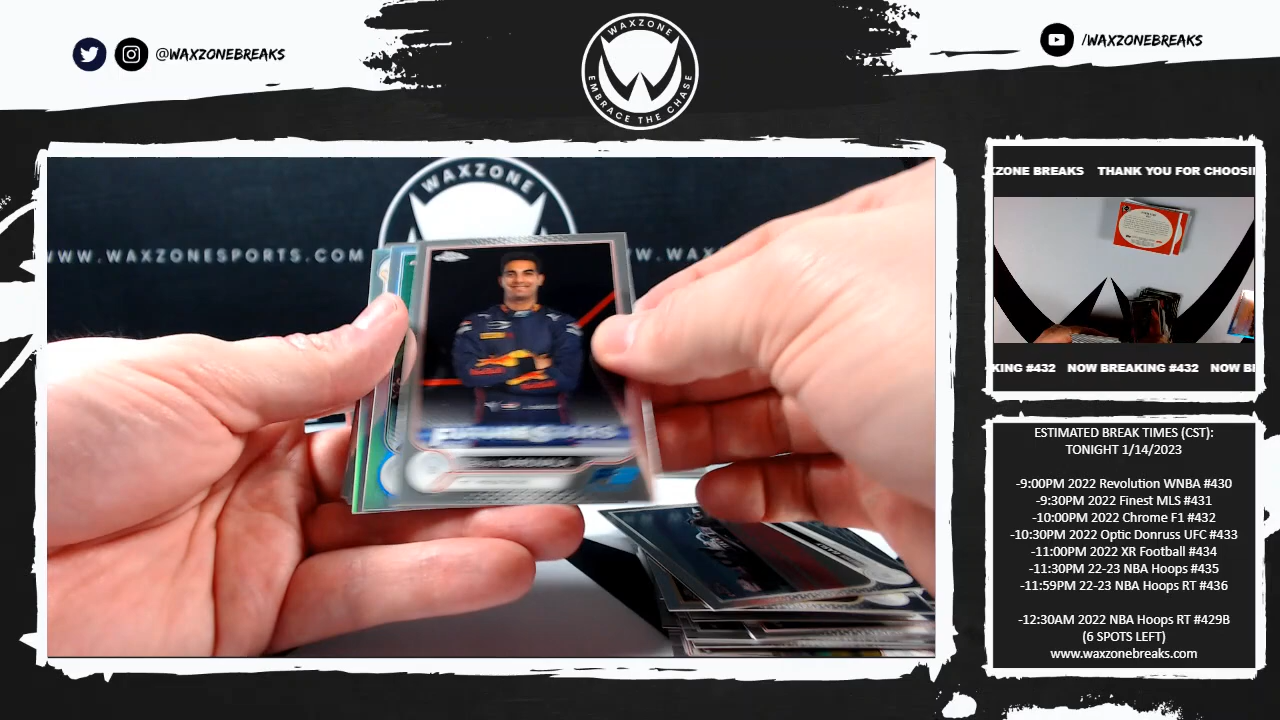 @WAXZONEBREAKS
WAXZONE
EMBRACE THE CHASE
/WAXZONEBREAKS
WAXZONE
WWW.WAXZONESPORTS.COM
ZONE BREAKS THANK YOU FOR CHOOSI
KING #432 NOW BREAKING #432 NOW BI
ESTIMATED BREAK TIMES (CST):
TONIGHT 1/14/2023
-9:00PM 2022 Revolution WNBA #430
-9:30PM 2022 Finest MLS #431
-10:00PM 2022 Chrome F1 #432
-10:30PM 2022 Optic Donruss UFC #433
-11:00PM 2022 XR Football #434
-11:30PM 22-23 NBA Hoops #435
-11:59PM 22-23 NBA Hoops RT #436
-12:30AM 2022 NBA Hoops RT #429B
(6 SPOTS LEFT)
www.waxzonebreaks.com